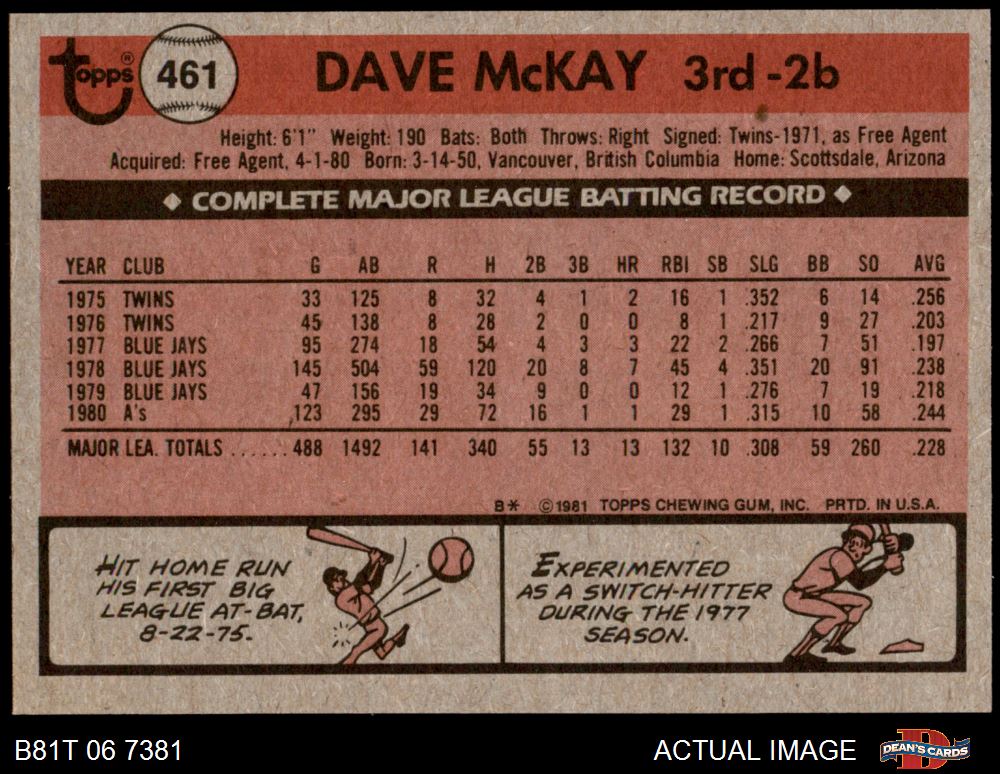 Topps® 461 DAVE McKAY 3rd-2b
Height: 6'1" Weight: 190 Bats: Both Throws: Right Signed: Twins-1971, as Free Agent
Acquired: Free Agent, 4-1-80 Born: 3-14-50, Vancouver, British Columbia Home: Scottsdale, Arizona
◆ COMPLETE MAJOR LEAGUE BATTING RECORD ◆
YEAR CLUB G AB R H 2B 3B HR RBI SB SLG BB SO AVG
1975 TWINS 33 125 8 32 4 1 2 16 1 .352 6 14 .256
1976 TWINS 45 138 8 28 2 0 0 8 1 .217 9 27 .203
1977 BLUE JAYS 95 274 18 54 4 3 3 22 2 .266 7 51 .197
1978 BLUE JAYS 145 504 59 120 20 8 7 45 4 .351 20 91 .238
1979 BLUE JAYS 47 156 19 34 9 0 0 12 1 .276 7 19 .218
1980 A's 123 295 29 72 16 1 1 29 1 .315 10 58 .244
MAJOR LEA. TOTALS ...... 488 1492 141 340 55 13 13 132 10 .308 59 260 .228
B* ©1981 TOPPS CHEWING GUM, INC. PRTD. IN U.S.A.
HIT HOME RUN
HIS FIRST BIG
LEAGUE AT-BAT,
8-22-75.
EXPERIMENTED
AS A SWITCH-HITTER
DURING THE 1977
SEASON.
B81T 06 7381 ACTUAL IMAGE DEAN'S CARDS